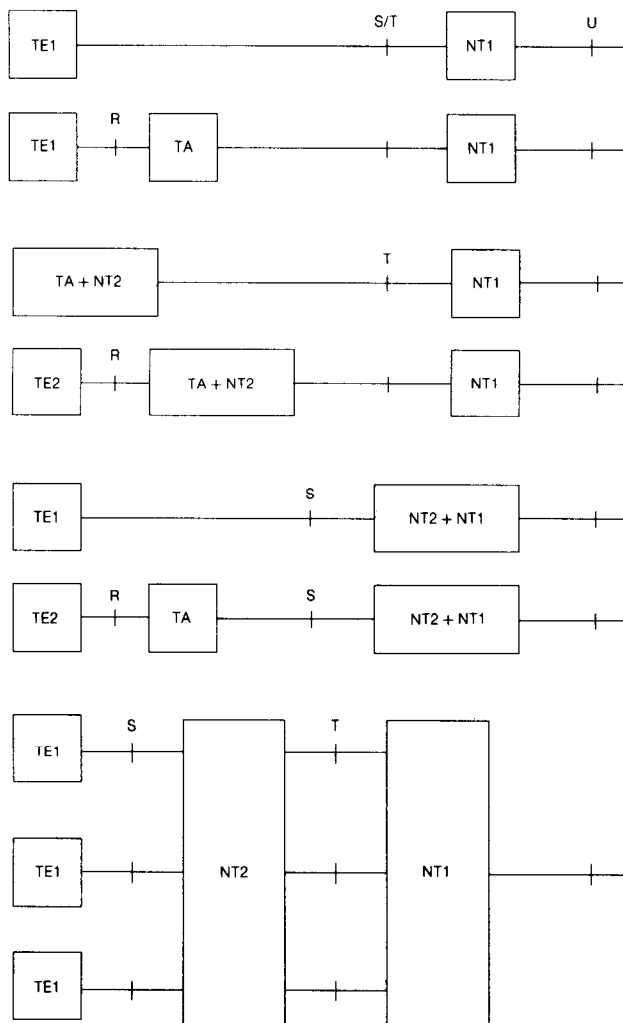 S/T U
TE1 NT1
R
TE1 TA NT1
T
TA + NT2 NT1
R
TE2 TA + NT2 NT1
S
TE1 NT2 + NT1
R S
TE2 TA NT2 + NT1
S T
TE1
TE1 NT2 NT1
TE1